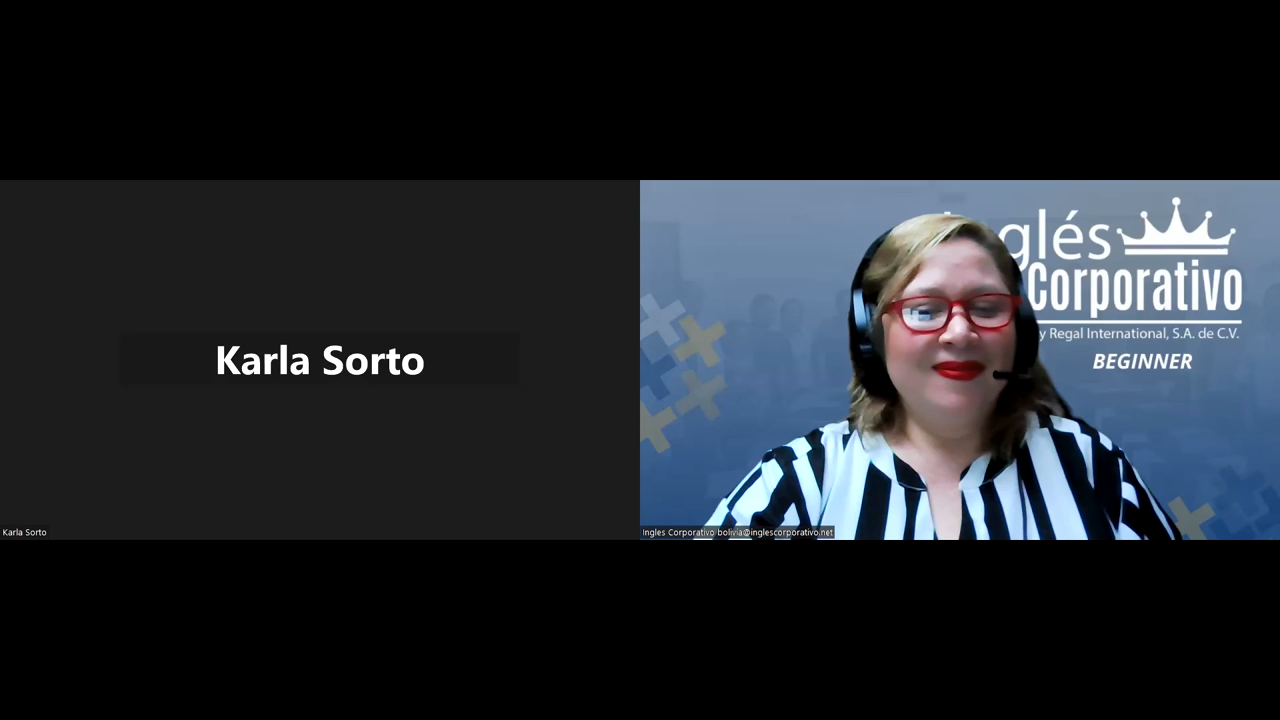 Karla Sorto
Karla Sorto
Inglés
Corporativo
y Regal International, S.A. de C.V.
BEGINNER
Ingles Corporativo bolivia@inglescorporativo.net